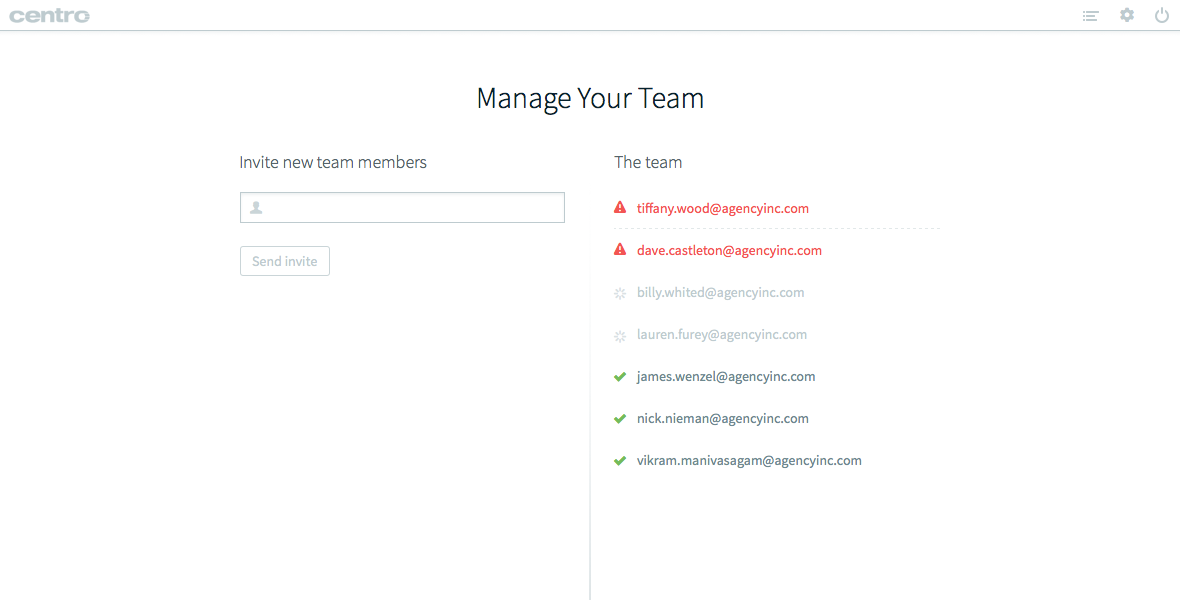 centro
Manage Your Team
Invite new team members
Send invite
The team
tiffany.wood@agencyinc.com
dave.castleton@agencyinc.com
billy.whited@agencyinc.com
lauren.furey@agencyinc.com
james.wenzel@agencyinc.com
nick.nieman@agencyinc.com
vikram.manivasagam@agencyinc.com